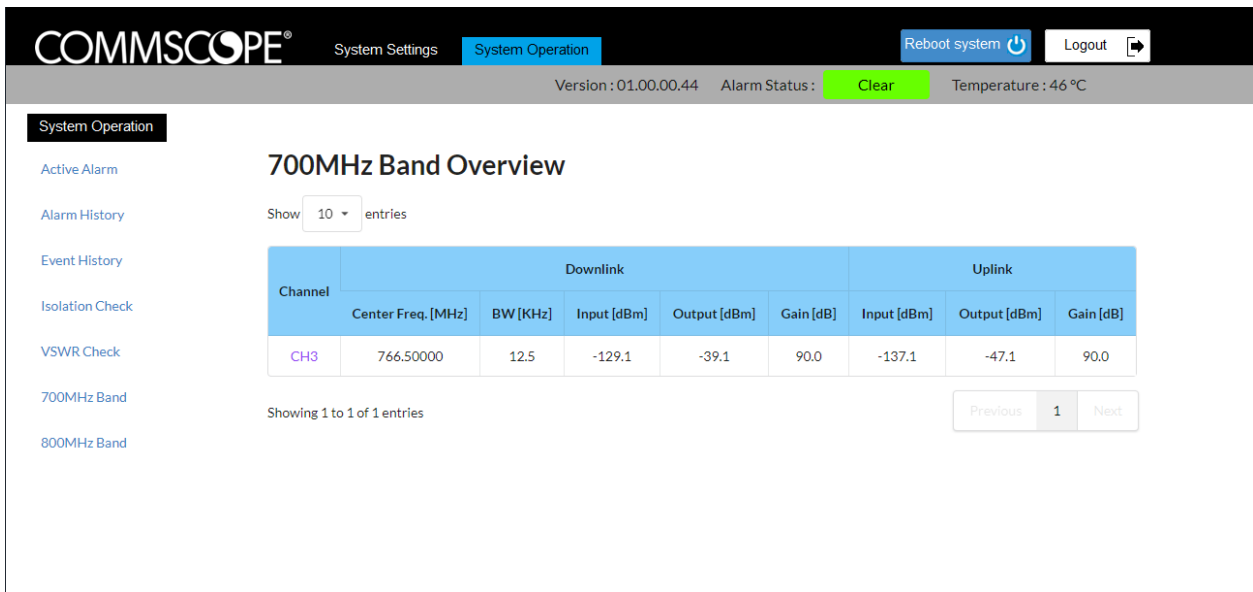 COMMSCOPE® System Settings System Operation Reboot system Logout
Version : 01.00.00.44 Alarm Status : Clear Temperature : 46 °C
System Operation
Active Alarm
Alarm History
Event History
Isolation Check
VSWR Check
700MHz Band
800MHz Band
700MHz Band Overview
Show 10 entries
Channel Downlink Uplink
Center Freq. [MHz] BW [KHz] Input [dBm] Output [dBm] Gain [dB] Input [dBm] Output [dBm] Gain [dB]
CH3 766.50000 12.5 -129.1 -39.1 90.0 -137.1 -47.1 90.0
Showing 1 to 1 of 1 entries
Previous 1 Next